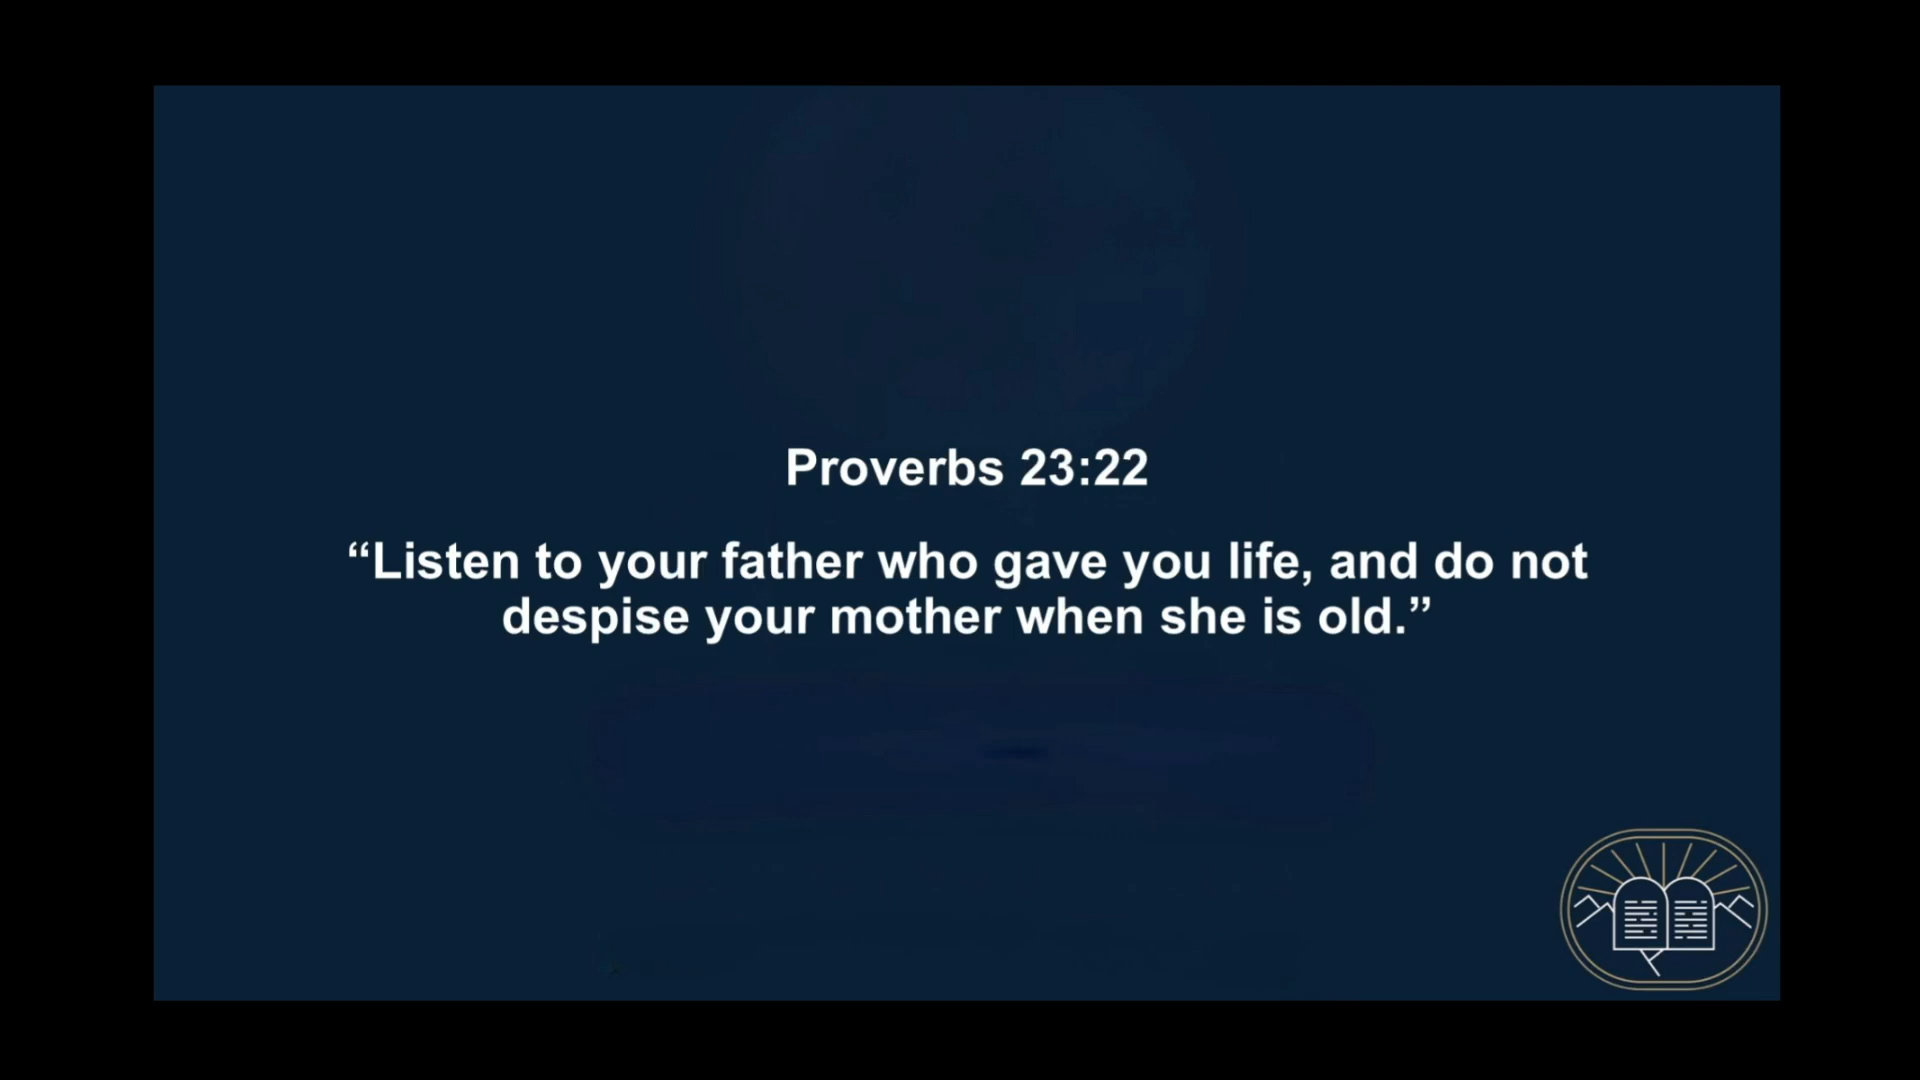 Proverbs 23:22
“Listen to your father who gave you life, and do not
despise your mother when she is old.”